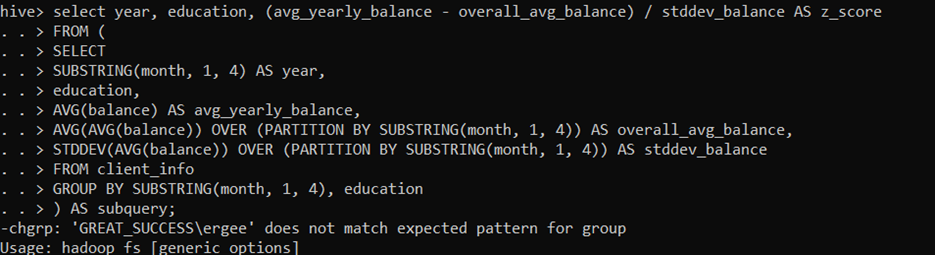 hive> select year, education, (avg_yearly_balance - overall_avg_balance) / stddev_balance AS z_score
. . > FROM (
. . > SELECT
. . > SUBSTRING(month, 1, 4) AS year,
. . > education,
. . > AVG(balance) AS avg_yearly_balance,
. . > AVG(AVG(balance)) OVER (PARTITION BY SUBSTRING(month, 1, 4)) AS overall_avg_balance,
. . > STDDEV(AVG(balance)) OVER (PARTITION BY SUBSTRING(month, 1, 4)) AS stddev_balance
. . > FROM client_info
. . > GROUP BY SUBSTRING(month, 1, 4), education
. . > ) AS subquery;
-chgrp: 'GREAT_SUCCESS\ergee' does not match expected pattern for group
Usage: hadoop fs [generic options]